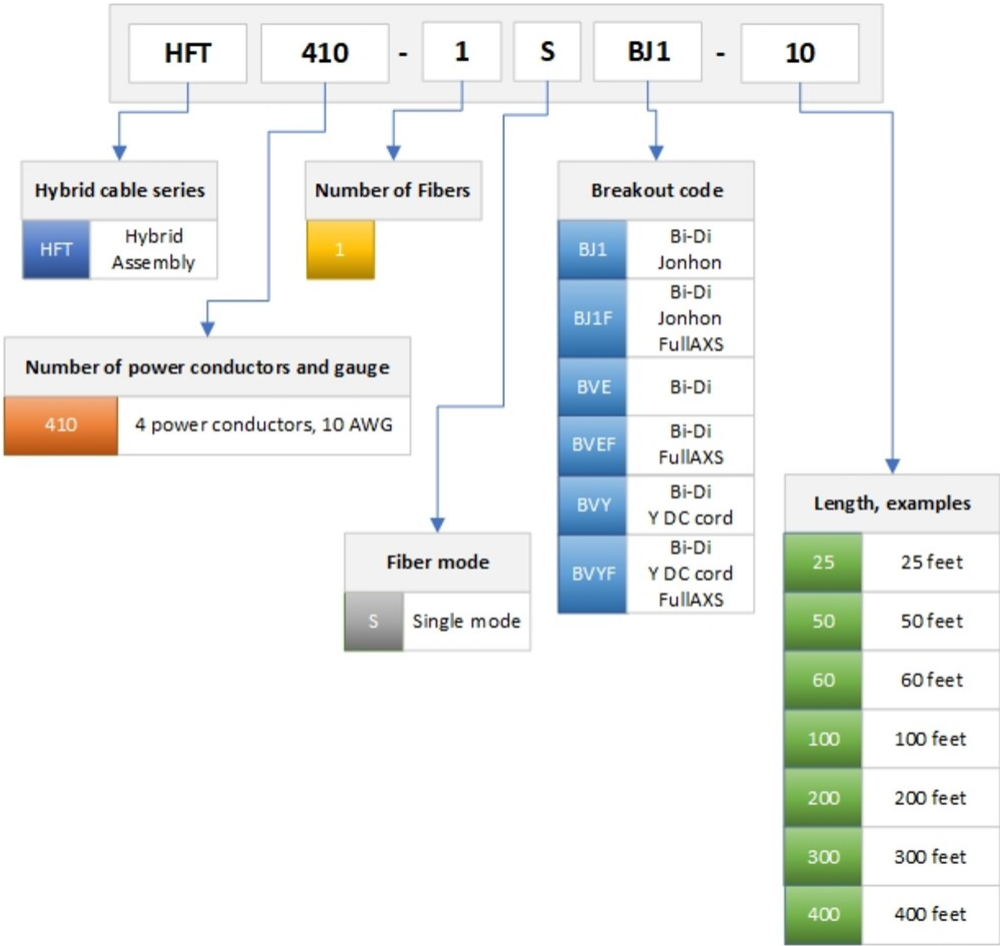 HFT 410 - 1 S BJ1 - 10
Hybrid cable series
HFT
Hybrid
Assembly
Number of Fibers
1
Number of power conductors and gauge
410
4 power conductors, 10 AWG
Fiber mode
S
Single mode
Breakout code
BJ1
Bi-Di
Jonhon
BJ1F
Bi-Di
Jonhon
FullAXS
BVE
Bi-Di
BVEF
Bi-Di
FullAXS
BVY
Bi-Di
Y DC cord
BVYF
Bi-Di
Y DC cord
FullAXS
Length, examples
25 25 feet
50 50 feet
60 60 feet
100 100 feet
200 200 feet
300 300 feet
400 400 feet